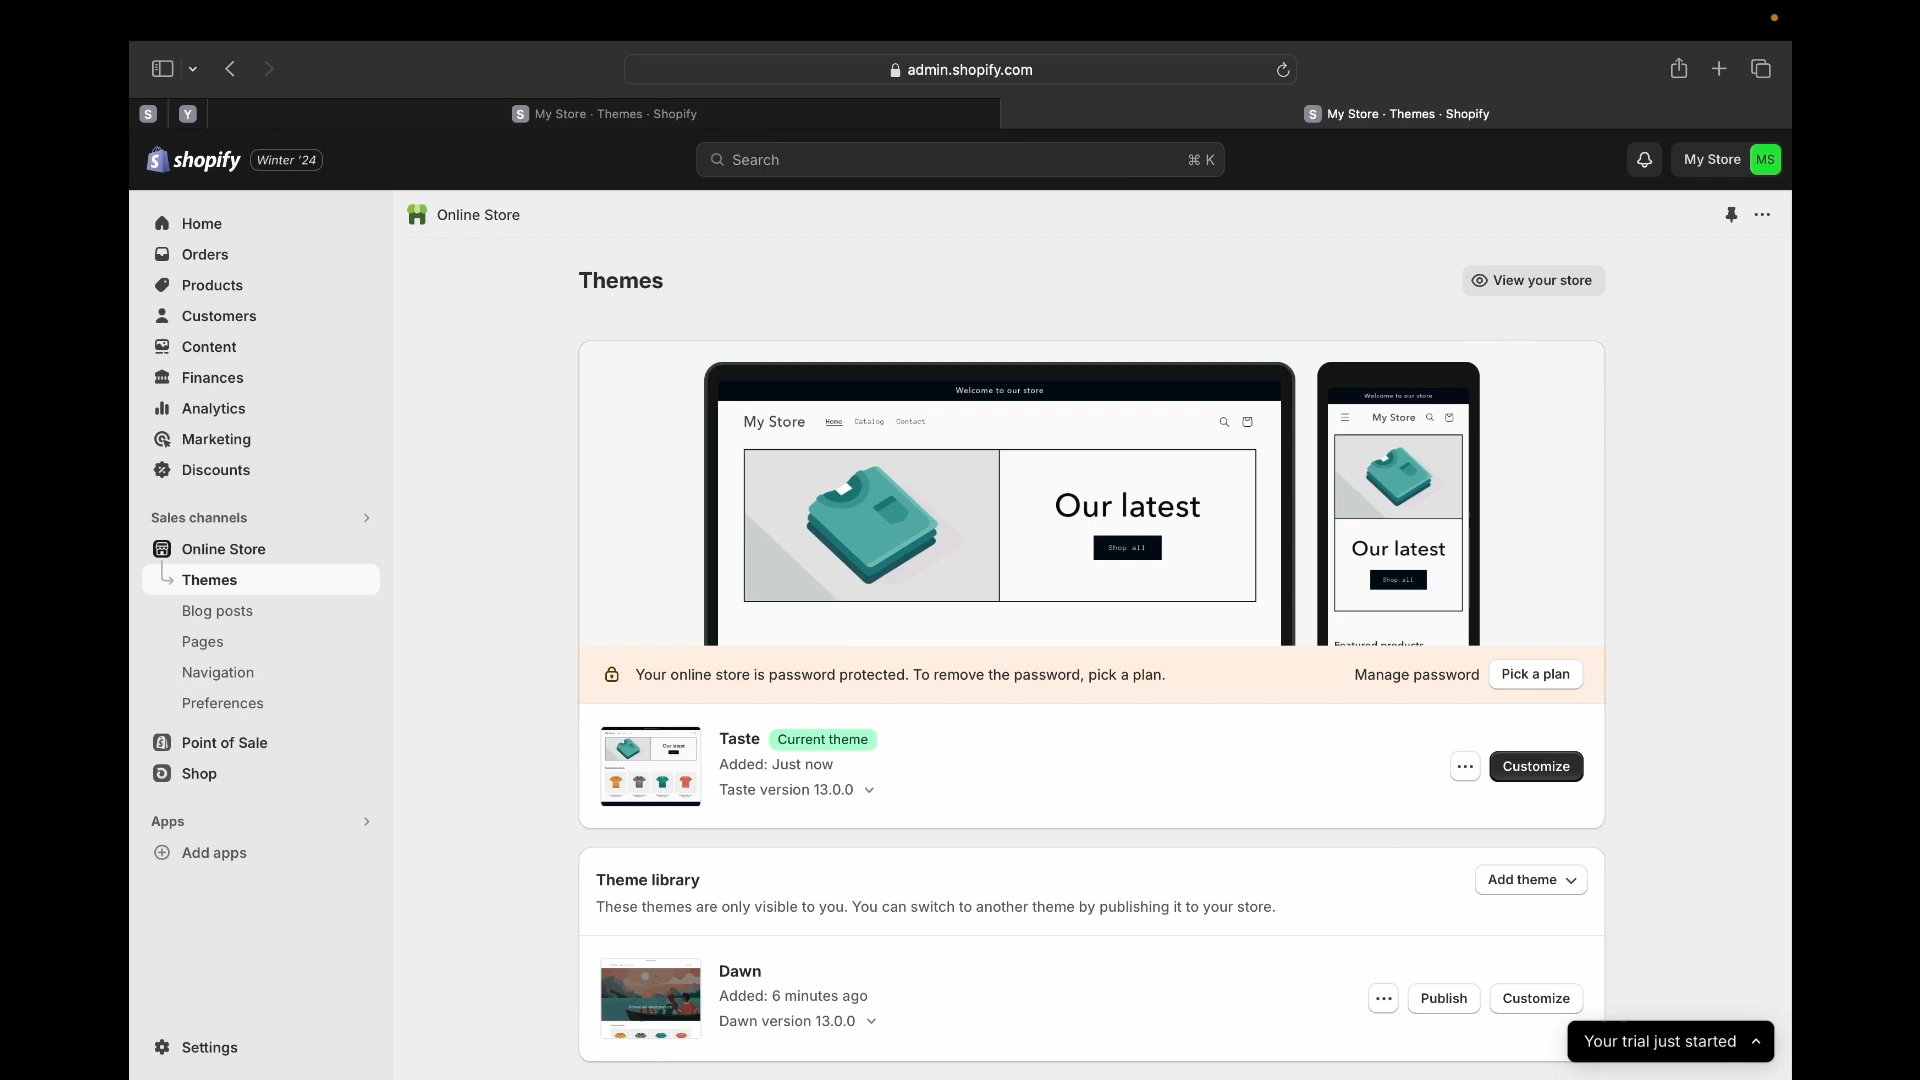 admin.shopify.com
S
Y
S My Store · Themes · Shopify
S My Store · Themes · Shopify
shopify
Winter '24
Search
⌘ K
My Store
MS
Home
Orders
Products
Customers
Content
Finances
Analytics
Marketing
Discounts
Sales channels
Online Store
Themes
Blog posts
Pages
Navigation
Preferences
Point of Sale
Shop
Apps
Add apps
Settings
Online Store
Themes
View your store
Welcome to our store
My Store
Home
Catalog
Contact
Our latest
Shop all
Welcome to our store
My Store
Our latest
Shop all
Featured products
Your online store is password protected. To remove the password, pick a plan.
Manage password
Pick a plan
Our latest
Taste
Current theme
Added: Just now
Taste version 13.0.0
Customize
Theme library
Add theme
These themes are only visible to you. You can switch to another theme by publishing it to your store.
Dawn
Added: 6 minutes ago
Dawn version 13.0.0
Publish
Customize
Your trial just started